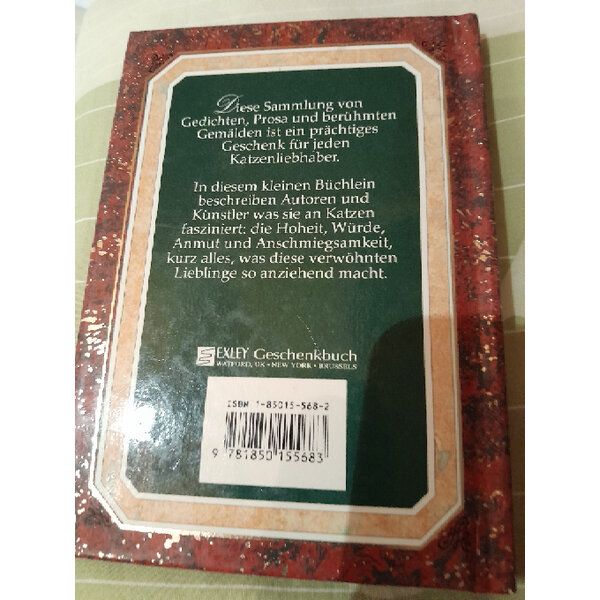 Diese Sammlung von
Gedichten, Prosa und berühmten
Gemälden ist ein prächtiges
Geschenk für jeden
Katzenliebhaber.
In diesem kleinen Büchlein
beschreiben Autoren und
Künstler was sie an Katzen
fasziniert: die Hoheit, Würde,
Anmut und Anschmiegsamkeit,
kurz alles, was diese verwöhnten
Lieblinge so anziehend macht.
EXLEY Geschenkbuch
WATFORD, UK • NEW YORK • BRUSSELS
ISBN 1-85015-568-2
9 781850 155683